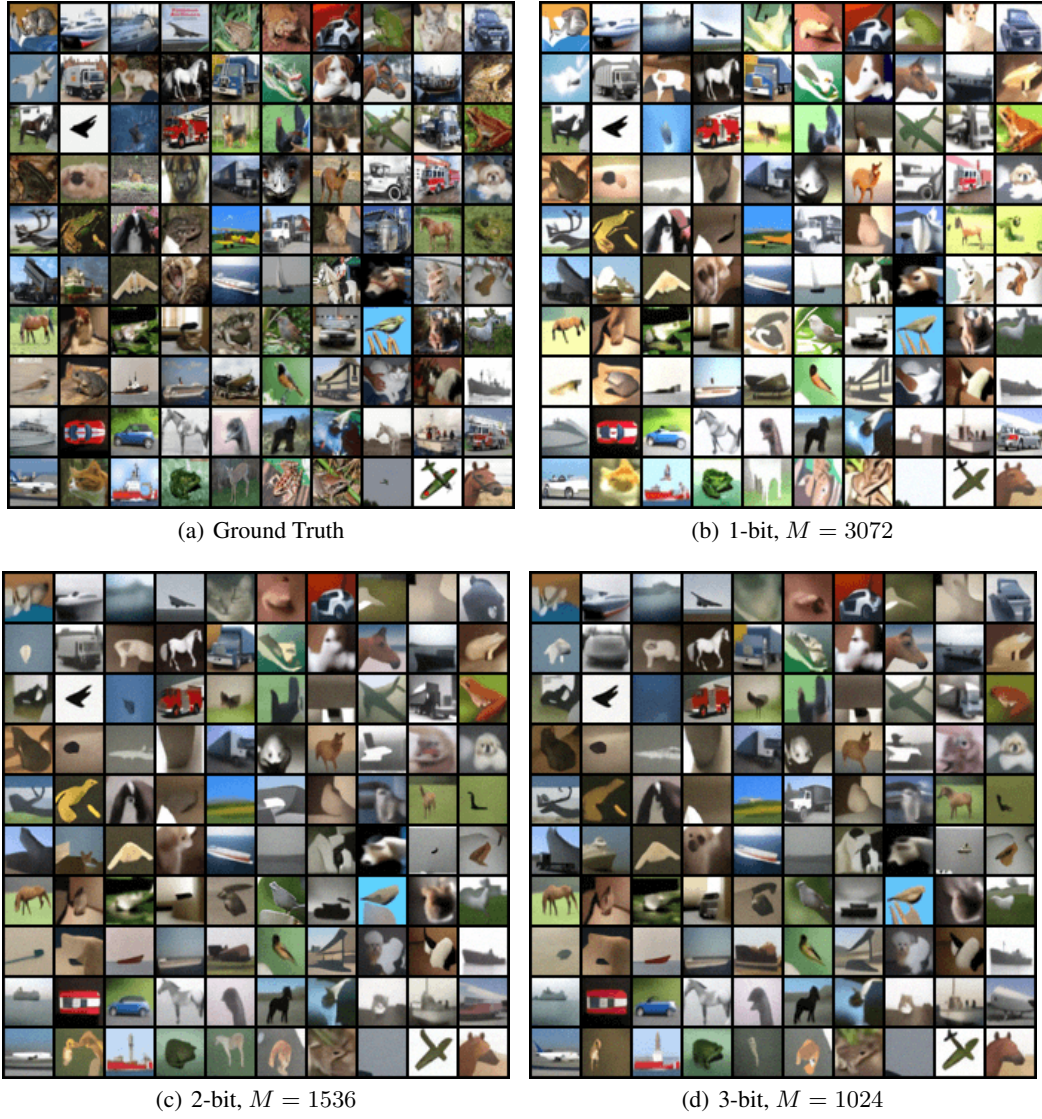 (a) Ground Truth
(b) 1-bit, M = 3072
(c) 2-bit, M = 1536
(d) 3-bit, M = 1024